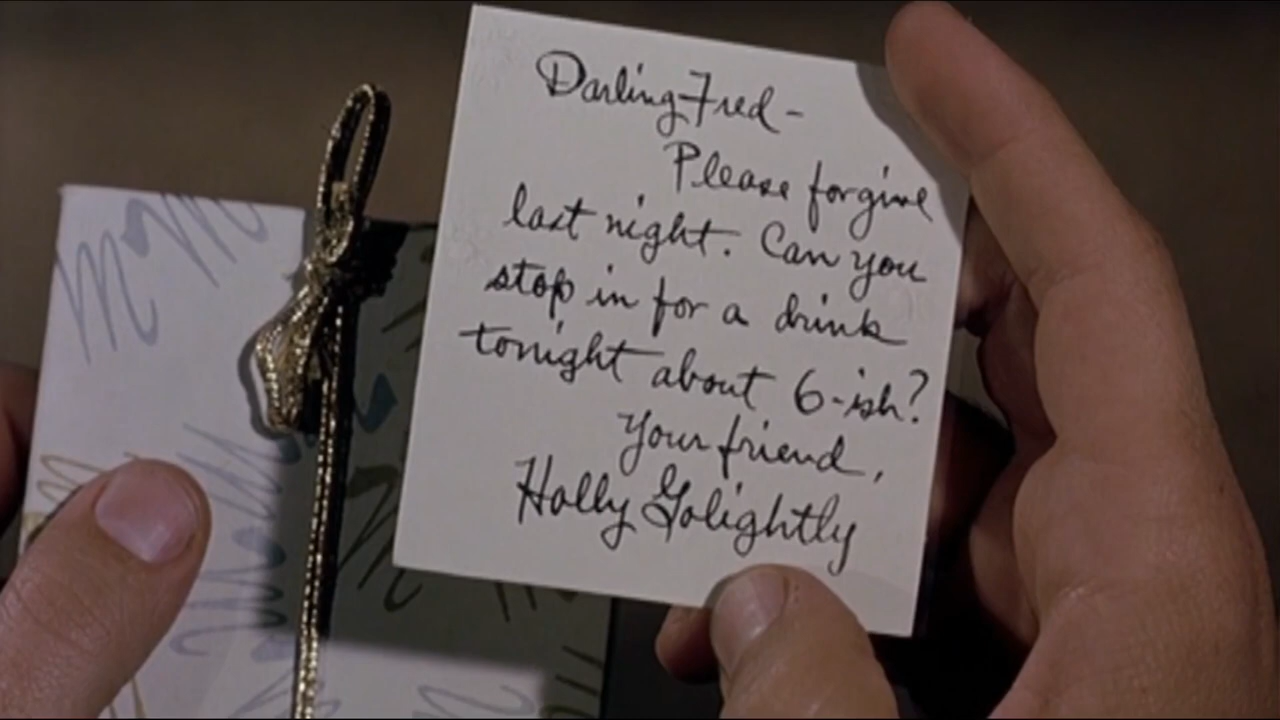 Darling Fred -
Please forgive
last night. Can you
stop in for a drink
tonight about 6-ish?
Your friend,
Holly Golightly